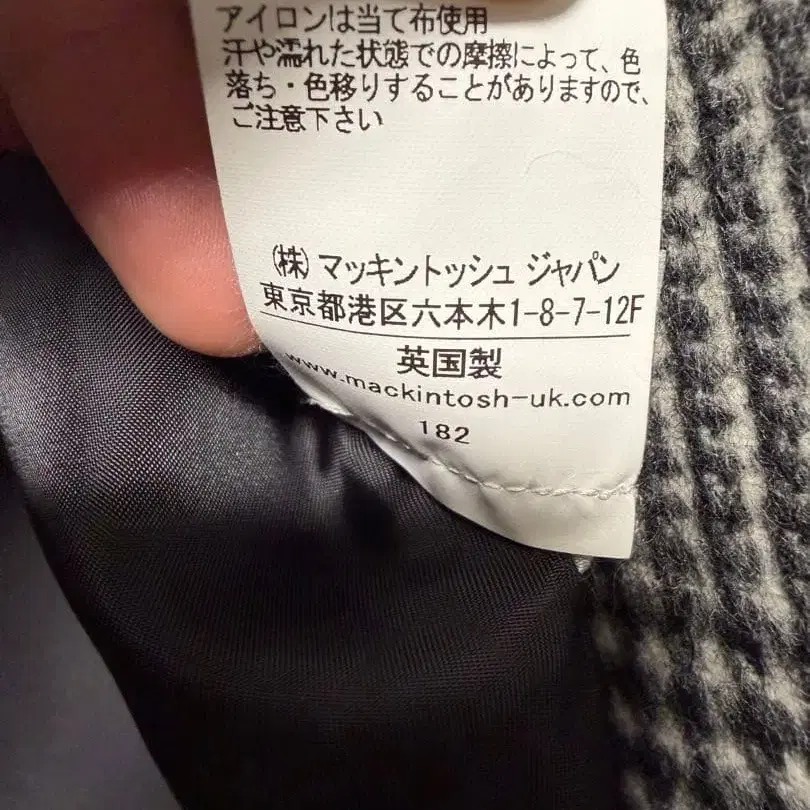 アイロンは当て布使用
汗や濡れた状態での摩擦によって、色
落ち・色移りすることがありますので、
ご注意下さい
(株) マッキントッシュ ジャパン
東京都港区六本木1-8-7-12F
英国製
www.mackintosh-uk.com
182